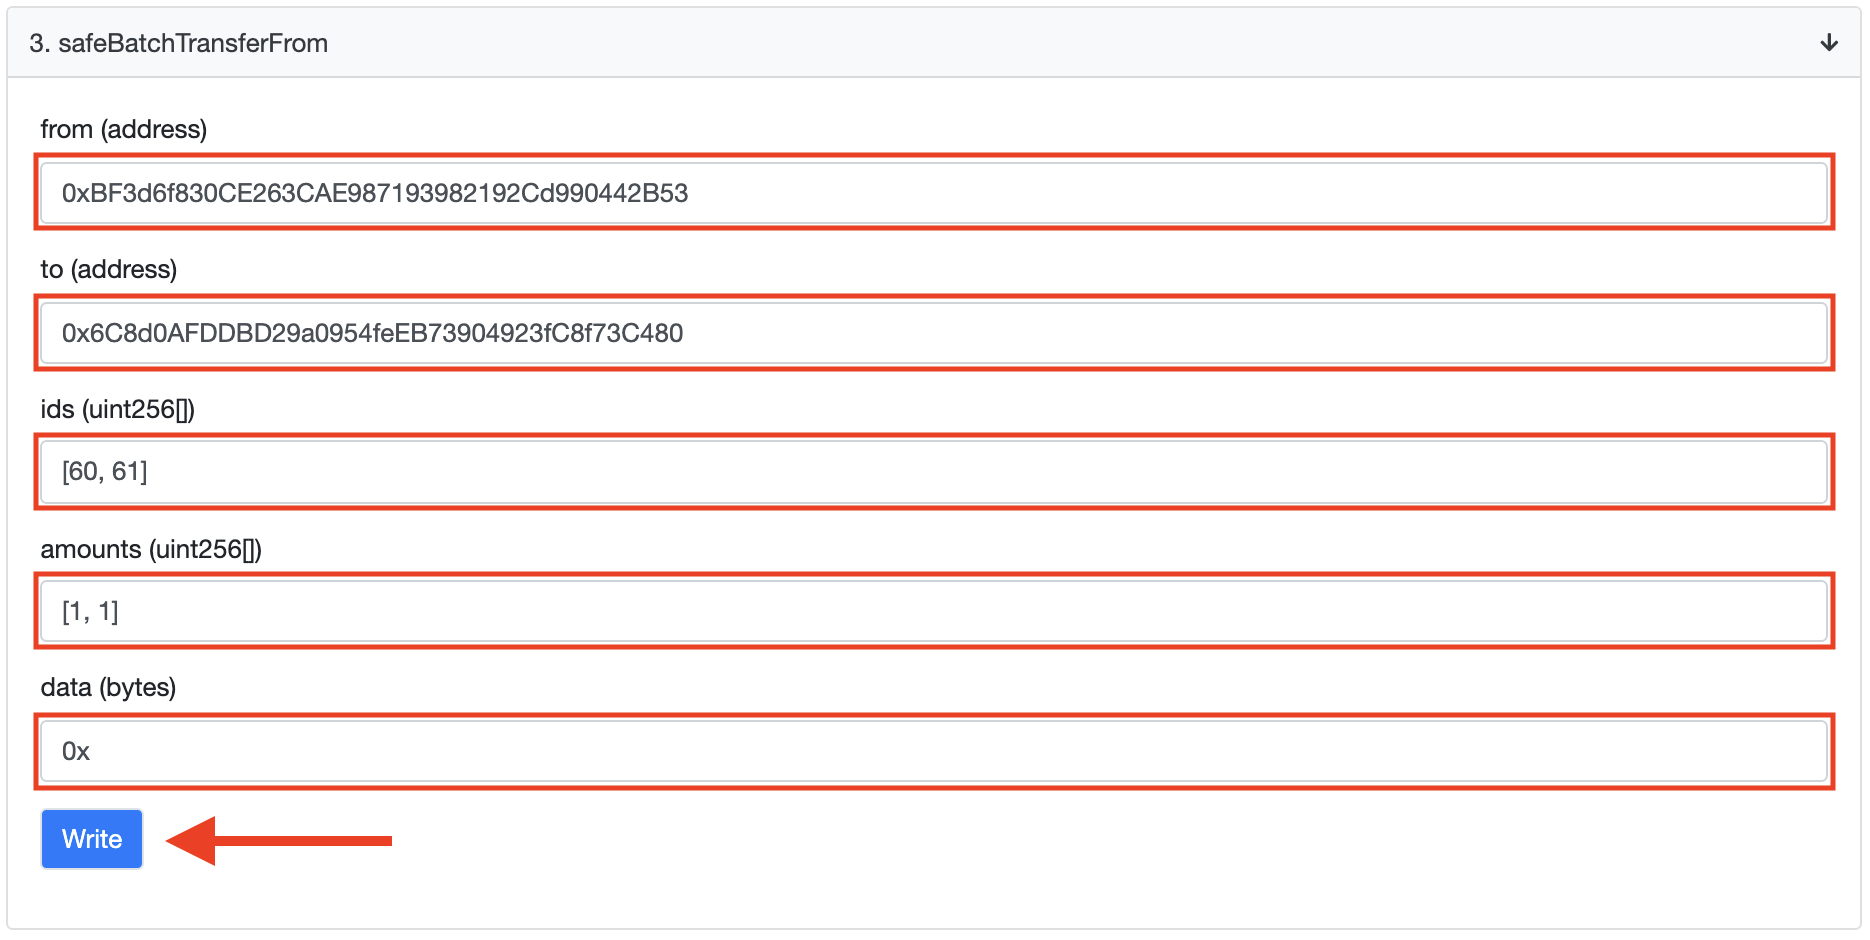 3. safeBatchTransferFrom
from (address)
0xBF3d6f830CE263CAE987193982192Cd990442B53
to (address)
0x6C8d0AFDDBD29a0954feEB73904923fC8f73C480
ids (uint256[])
[60, 61]
amounts (uint256[])
[1, 1]
data (bytes)
0x
Write